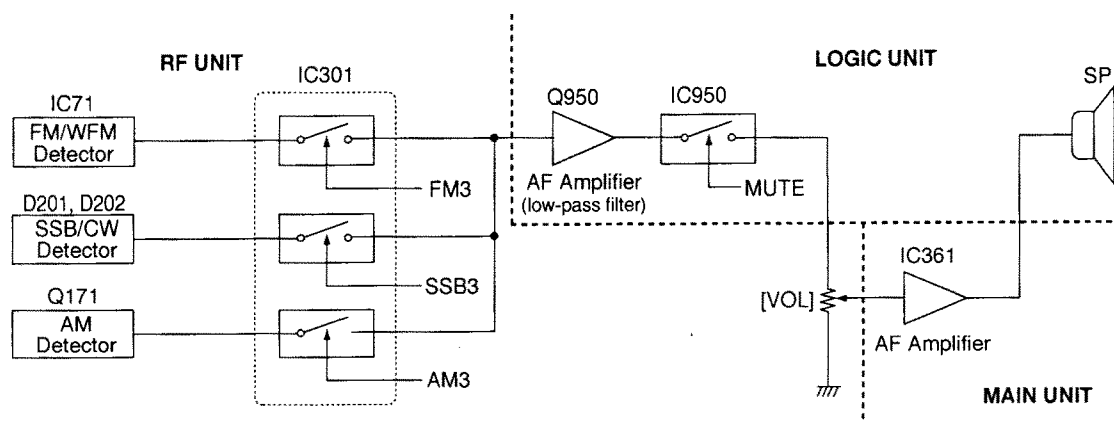 RF UNIT
LOGIC UNIT
IC301
SP
IC71
FM/WFM
Detector
Q950
IC950
FM3
AF Amplifier
(low-pass filter)
MUTE
D201, D202
SSB/CW
Detector
SSB3
IC361
Q171
AM
Detector
[VOL]
AF Amplifier
AM3
MAIN UNIT